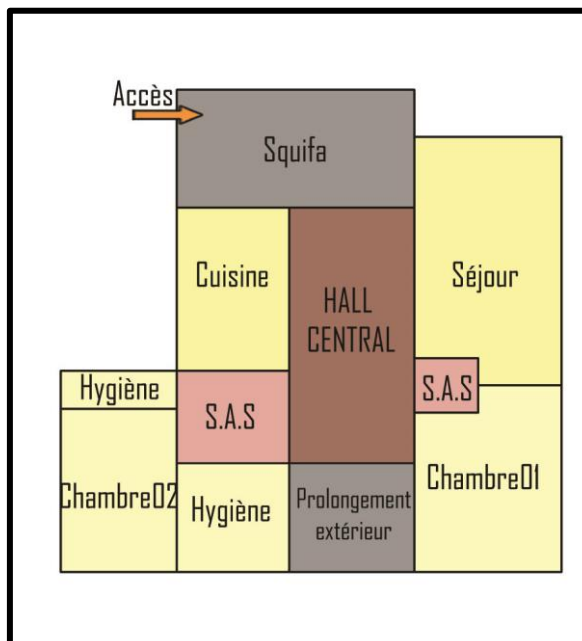 Accès
Squifa
Cuisine
HALL
CENTRAL
Séjour
Hygiène
S.A.S
S.A.S
Chambre02
Hygiène
Prolongement
extérieur
Chambre01